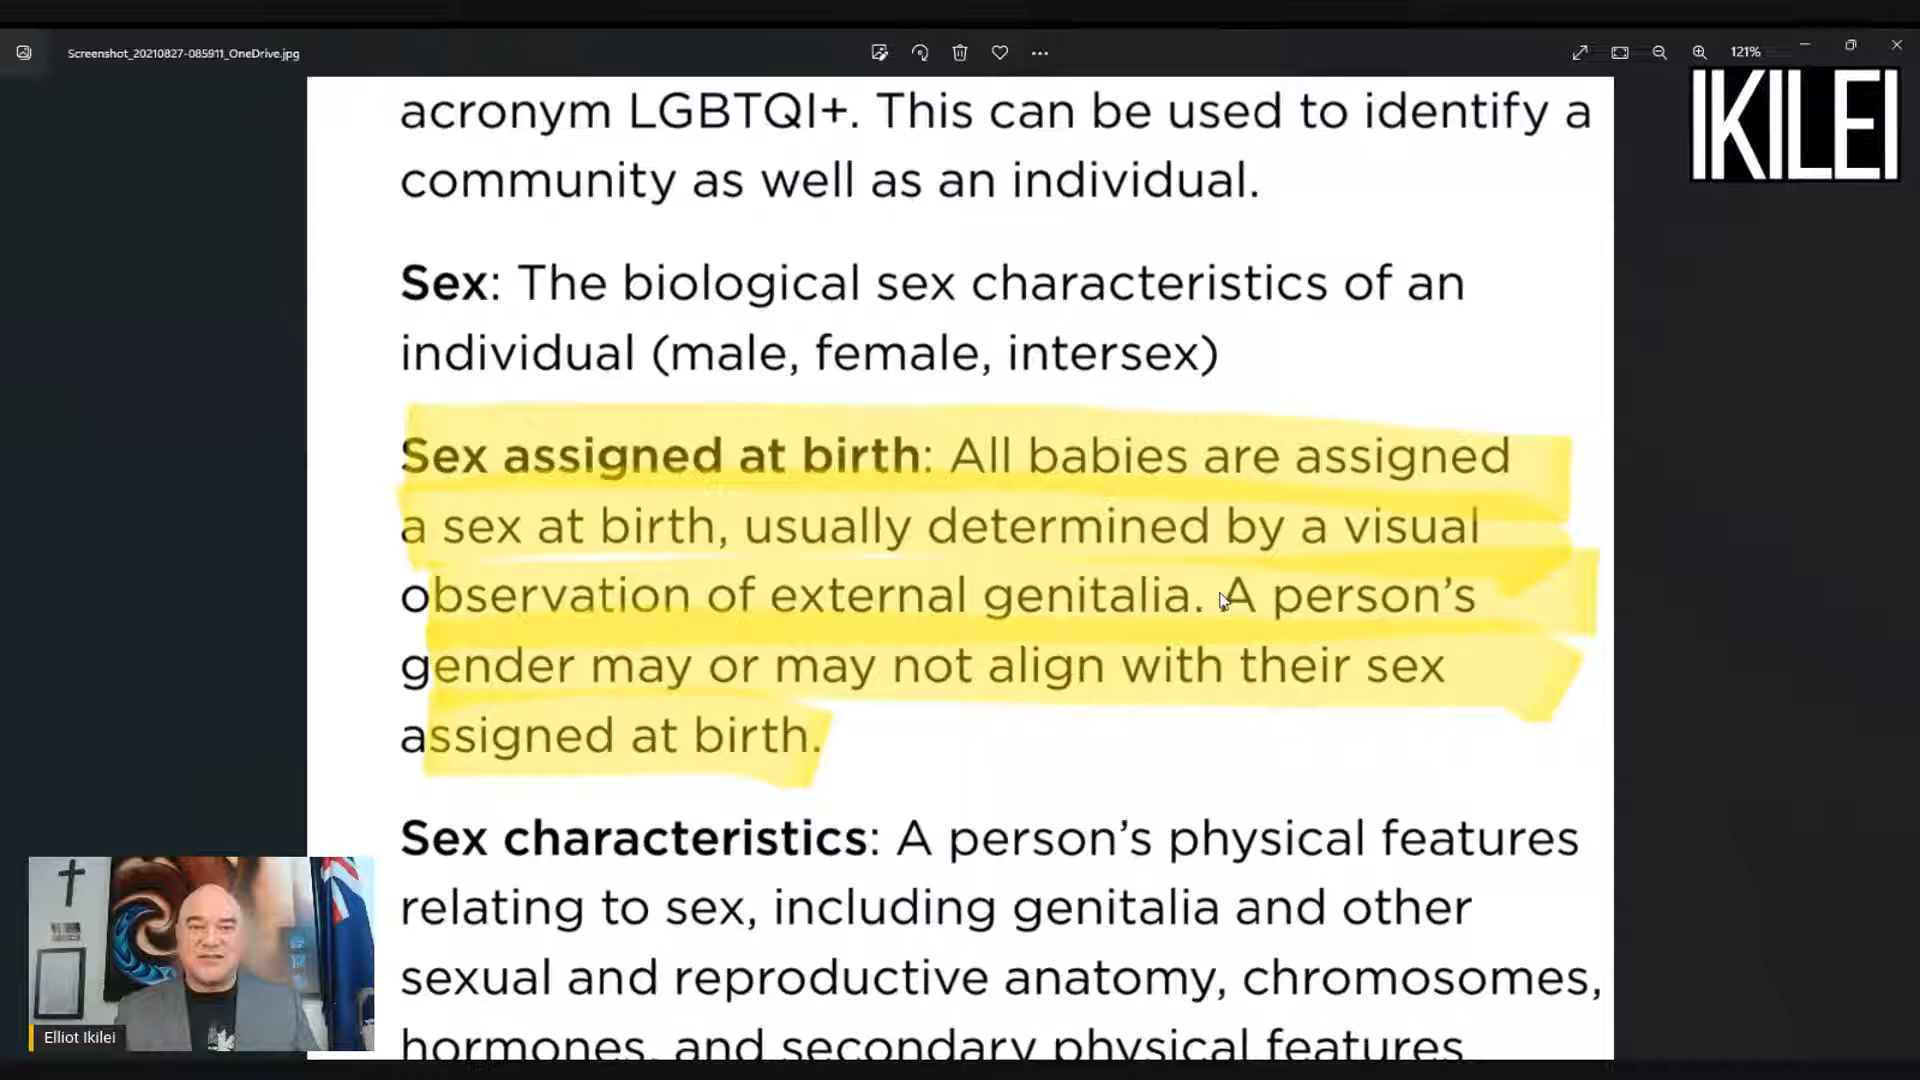 Screenshot_20210827-085911_OneDrive.jpg
121%
IKILEI
acronym LGBTQI+. This can be used to identify a
community as well as an individual.
Sex: The biological sex characteristics of an
individual (male, female, intersex)
Sex assigned at birth: All babies are assigned
a sex at birth, usually determined by a visual
observation of external genitalia. A person’s
gender may or may not align with their sex
assigned at birth.
Sex characteristics: A person’s physical features
relating to sex, including genitalia and other
sexual and reproductive anatomy, chromosomes,
hormones, and secondary physical features
Elliot Ikilei